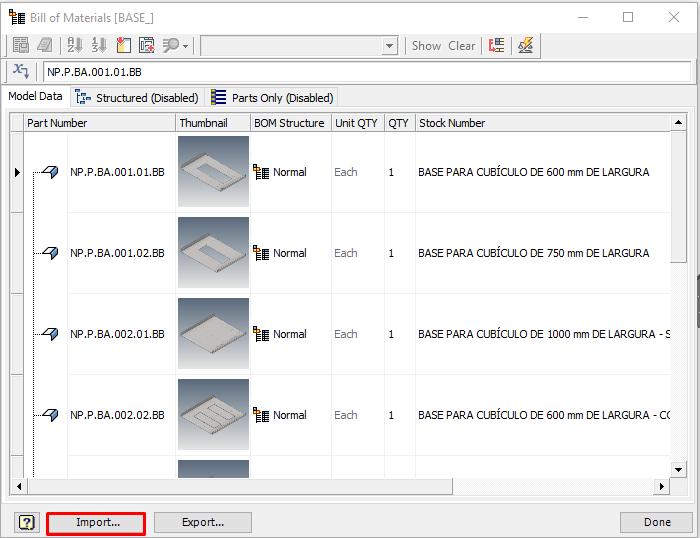 Bill of Materials [BASE_]
Show Clear
NP.P.BA.001.01.BB
Model Data Structured (Disabled) Parts Only (Disabled)
Part Number Thumbnail BOM Structure Unit QTY QTY Stock Number
NP.P.BA.001.01.BB Normal Each 1 BASE PARA CUBÍCULO DE 600 mm DE LARGURA
NP.P.BA.001.02.BB Normal Each 1 BASE PARA CUBÍCULO DE 750 mm DE LARGURA
NP.P.BA.002.01.BB Normal Each 1 BASE PARA CUBÍCULO DE 1000 mm DE LARGURA - S
NP.P.BA.002.02.BB Normal Each 1 BASE PARA CUBÍCULO DE 600 mm DE LARGURA - CO
Import... Export... Done